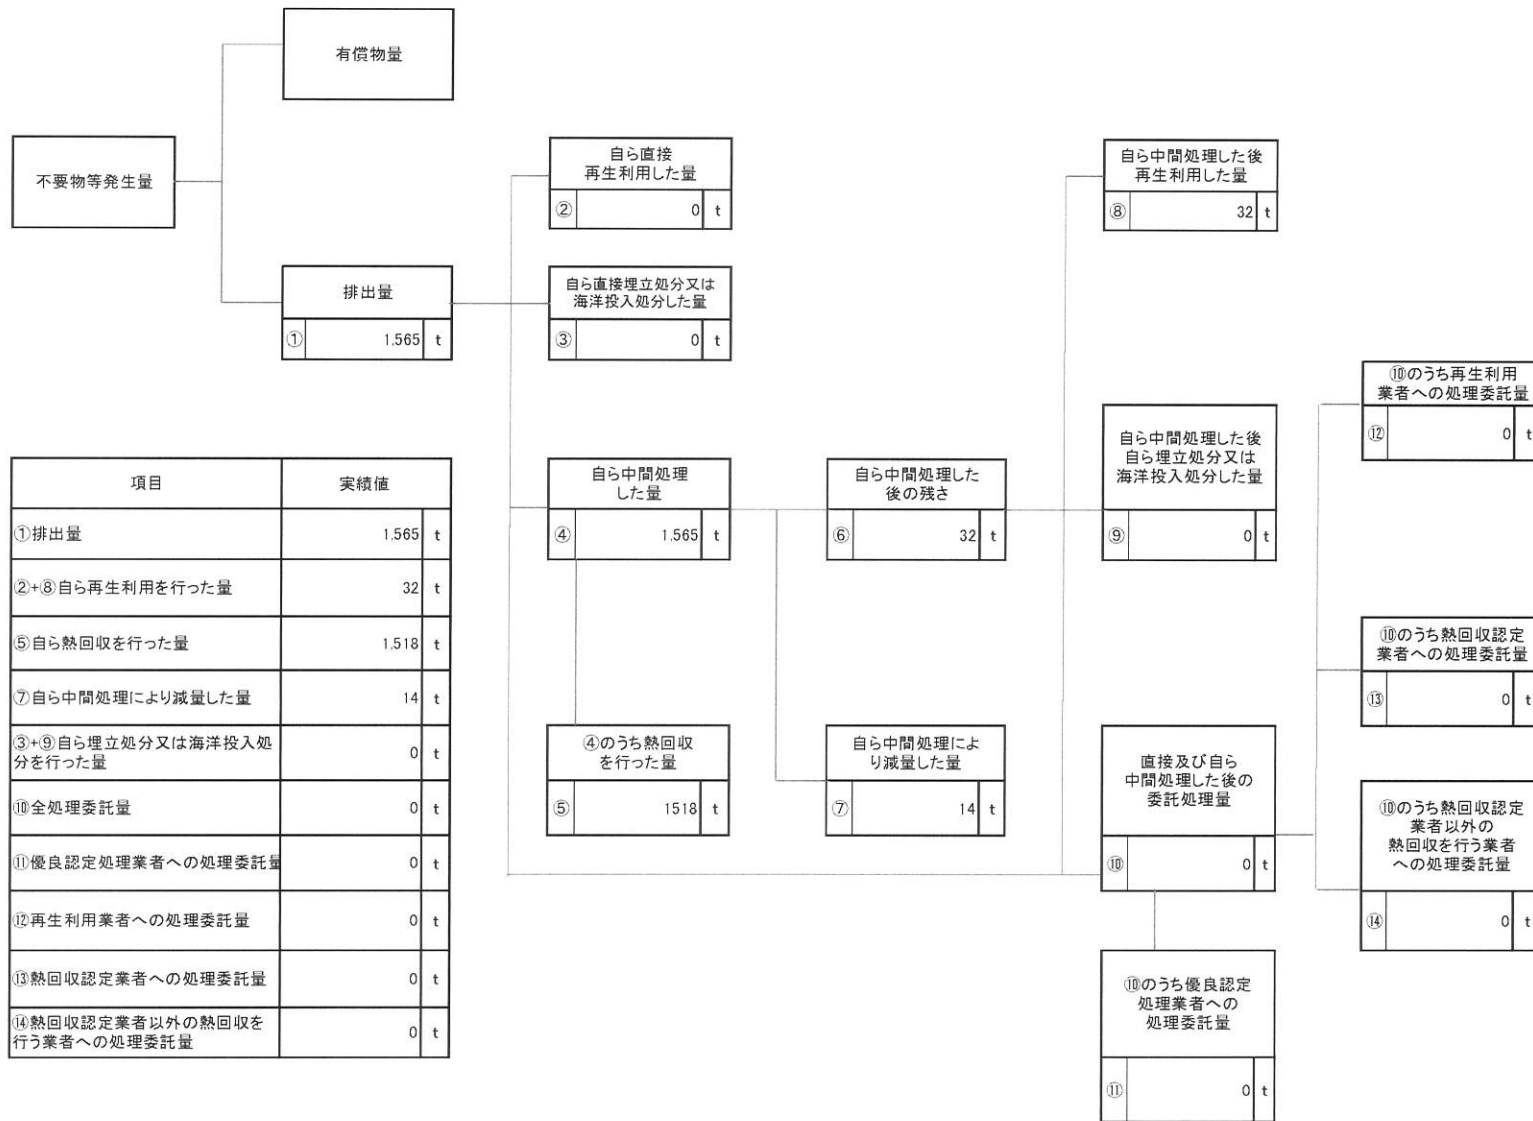 有償物量
不要物等発生量
排出量
① 1,565 t
自ら直接
再生利用した量
② 0 t
自ら直接埋立処分又は
海洋投入処分した量
③ 0 t
自ら中間処理
した量
④ 1,565 t
④のうち熱回収
を行った量
⑤ 1518 t
自ら中間処理した
後の残さ
⑥ 32 t
自ら中間処理によ
り減量した量
⑦ 14 t
自ら中間処理した後
再生利用した量
⑧ 32 t
自ら中間処理した後
自ら埋立処分又は
海洋投入処分した量
⑨ 0 t
直接及び自ら
中間処理した後の
委託処理量
⑩ 0 t
⑩のうち優良認定
処理業者への
処理委託量
⑪ 0 t
⑩のうち再生利用
業者への処理委託量
⑫ 0 t
⑩のうち熱回収認定
業者への処理委託量
⑬ 0 t
⑩のうち熱回収認定
業者以外の
熱回収を行う業者
への処理委託量
⑭ 0 t
項目 実績値
①排出量 1,565 t
②+⑧自ら再生利用を行った量 32 t
⑤自ら熱回収を行った量 1,518 t
⑦自ら中間処理により減量した量 14 t
③+⑨自ら埋立処分又は海洋投入処
分を行った量 0 t
⑩全処理委託量 0 t
⑪優良認定処理業者への処理委託量 0 t
⑫再生利用業者への処理委託量 0 t
⑬熱回収認定業者への処理委託量 0 t
⑭熱回収認定業者以外の熱回収を
行う業者への処理委託量 0 t